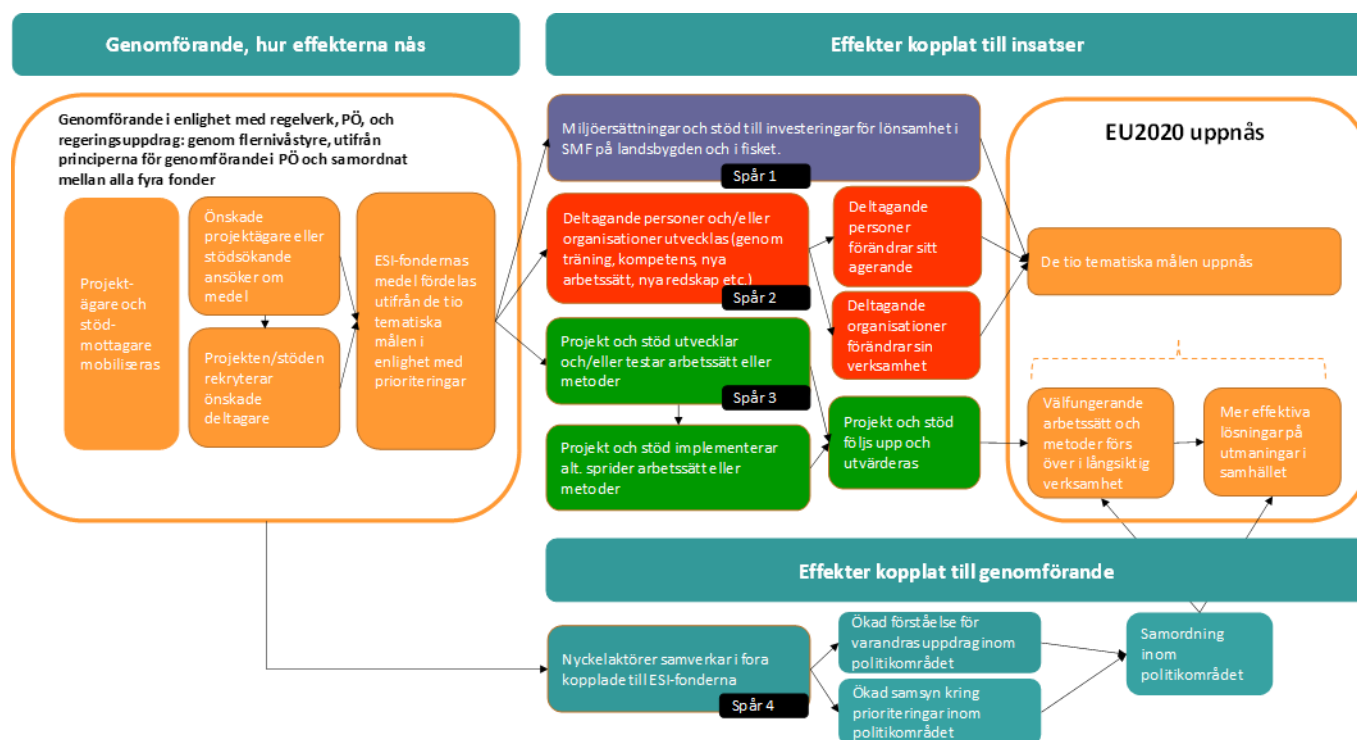 Genomförande, hur effekterna nås
Effekter kopplat till insatser
Genomförande i enlighet med regelverk, PÖ, och
regeringsuppdrag: genom flernivåstyre, utifrån
principerna för genomförande i PÖ och samordnat
mellan alla fyra fonder
Projekt-
ägare och
stöd-
mottagare
mobiliseras
Önskade
projektägare eller
stödsökande
ansöker om
medel
Projekten/stöden
rekryterar
önskade
deltagare
ESI-fondernas
medel fördelas
utifrån de tio
tematiska
målen i
enlighet med
prioriteringar
Miljöersättningar och stöd till investeringar för lönsamhet i
SMF på landsbygden och i fisket.
Spår 1
Deltagande personer och/eller
organisationer utvecklas (genom
träning, kompetens, nya
arbetssätt, nya redskap etc.)
Spår 2
Deltagande
personer
förändrar sitt
agerande
Deltagande
organisationer
förändrar sin
verksamhet
Projekt och stöd utvecklar
och/eller testar arbetssätt eller
metoder
Spår 3
Projekt och stöd implementerar
alt. sprider arbetssätt eller
metoder
Projekt och stöd
följs upp och
utvärderas
EU2020 uppnås
De tio tematiska målen uppnås
Välfungerande
arbetssätt och
metoder förs
över i långsiktig
verksamhet
Mer effektiva
lösningar på
utmaningar i
samhället
Effekter kopplat till genomförande
Nyckelaktörer samverkar i fora
kopplade till ESI-fonderna
Spår 4
Ökad förståelse för
varandras uppdrag inom
politikområdet
Ökad samsyn kring
prioriteringar inom
politikområdet
Samordning
inom
politikområdet